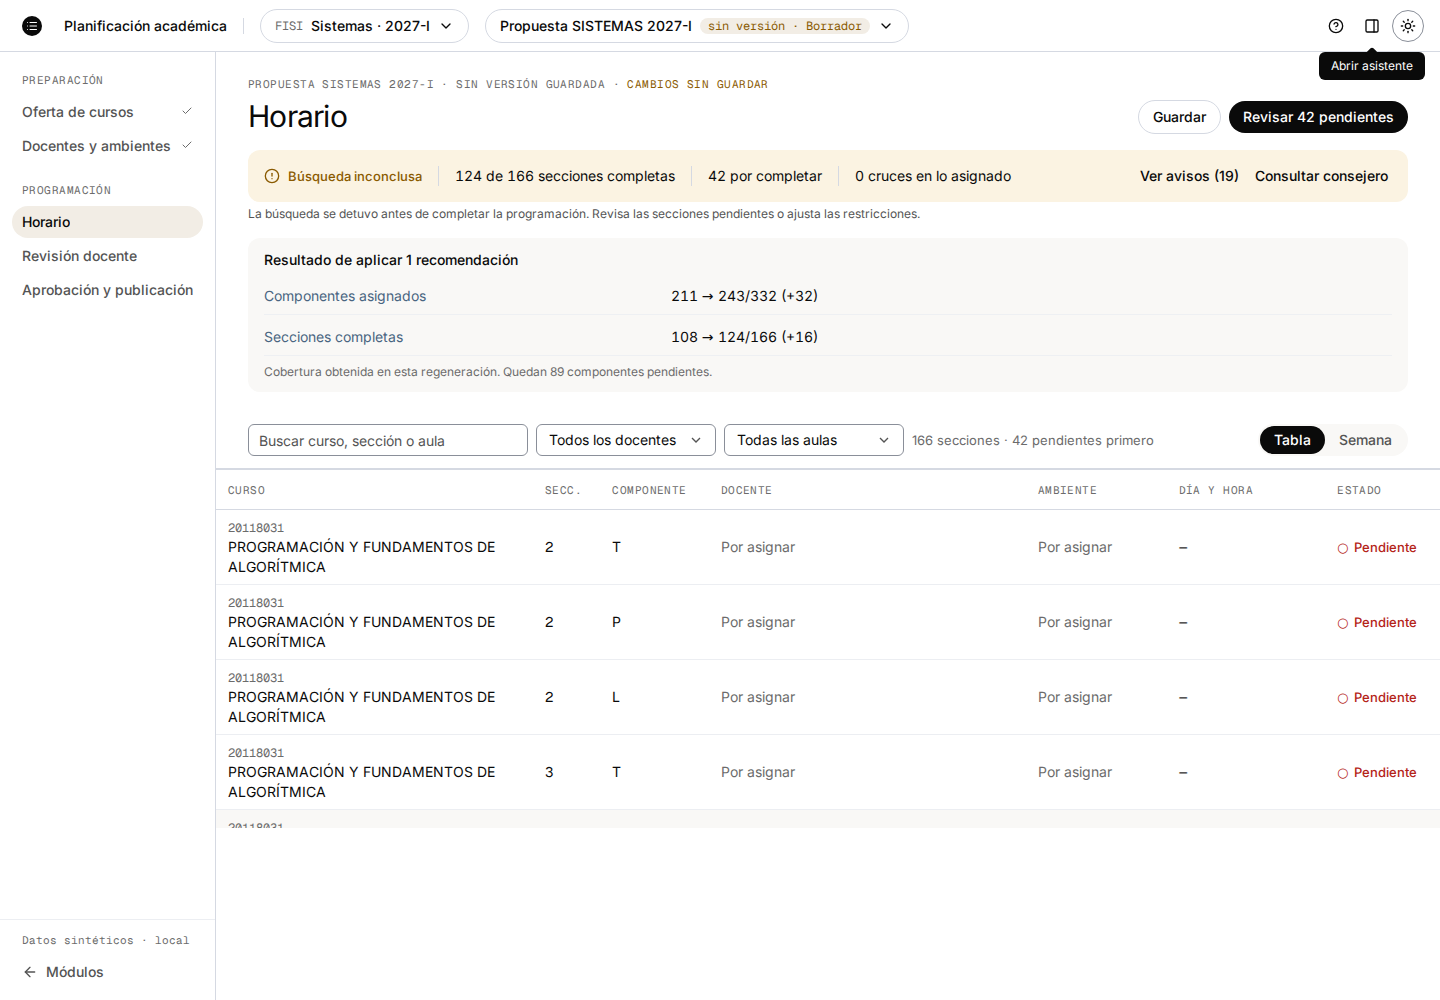 Planificación académica
FISI Sistemas · 2027-I
Propuesta SISTEMAS 2027-I sin versión · Borrador
Abrir asistente
PREPARACIÓN
Oferta de cursos
Docentes y ambientes
PROGRAMACIÓN
Horario
Revisión docente
Aprobación y publicación
Datos sintéticos · local
Módulos
PROPUESTA SISTEMAS 2027-I · SIN VERSIÓN GUARDADA · CAMBIOS SIN GUARDAR
Horario
Guardar
Revisar 42 pendientes
Búsqueda inconclusa
124 de 166 secciones completas
42 por completar
0 cruces en lo asignado
Ver avisos (19)
Consultar consejero
La búsqueda se detuvo antes de completar la programación. Revisa las secciones pendientes o ajusta las restricciones.
Resultado de aplicar 1 recomendación
Componentes asignados 211 → 243/332 (+32)
Secciones completas 108 → 124/166 (+16)
Cobertura obtenida en esta regeneración. Quedan 89 componentes pendientes.
Buscar curso, sección o aula
Todos los docentes
Todas las aulas
166 secciones · 42 pendientes primero
Tabla
Semana
CURSO SECC. COMPONENTE DOCENTE AMBIENTE DÍA Y HORA ESTADO
20118031
PROGRAMACIÓN Y FUNDAMENTOS DE
ALGORÍTMICA
2 T Por asignar Por asignar – Pendiente
20118031
PROGRAMACIÓN Y FUNDAMENTOS DE
ALGORÍTMICA
2 P Por asignar Por asignar – Pendiente
20118031
PROGRAMACIÓN Y FUNDAMENTOS DE
ALGORÍTMICA
2 L Por asignar Por asignar – Pendiente
20118031
PROGRAMACIÓN Y FUNDAMENTOS DE
ALGORÍTMICA
3 T Por asignar Por asignar – Pendiente
20118031